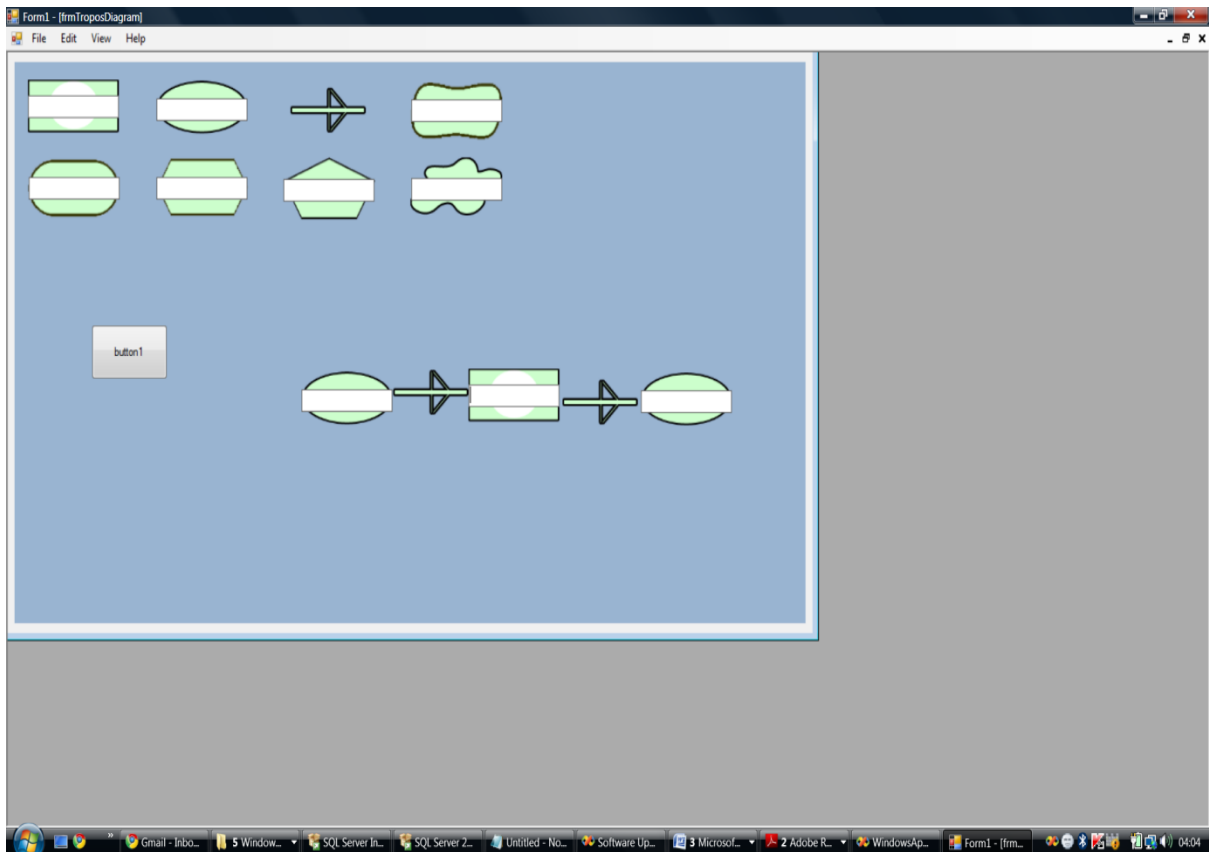 Form1 - [frmTroposDiagram]
File Edit View Help
button1
Gmail - Inbo... 5 Window... SQL Server In... SQL Server 2... Untitled - No... Software Up... 3 Microsof... 2 Adobe R... WindowsAp... Form1 - [frm... 04:04